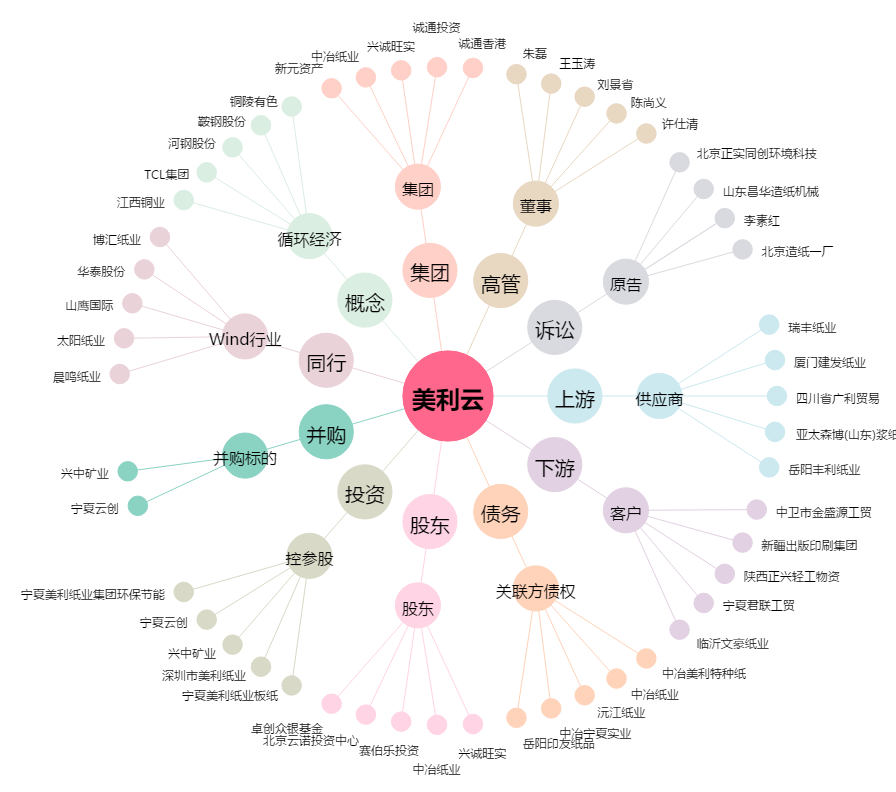 诚通投资
诚通香港
兴诚旺实
中冶纸业
新元资产
集团
集团
朱磊
王玉涛
刘景省
陈尚义
许仕清
董事
高管
北京正实同创环境科技
山东昌华造纸机械
李素红
北京造纸一厂
原告
诉讼
铜陵有色
鞍钢股份
河钢股份
TCL集团
江西铜业
循环经济
概念
博汇纸业
华泰股份
山鹰国际
太阳纸业
晨鸣纸业
Wind行业
同行
美利云
上游
供应商
瑞丰纸业
厦门建发纸业
四川省广利贸易
亚太森博(山东)浆纸
岳阳丰利纸业
并购
并购标的
兴中矿业
宁夏云创
下游
客户
中卫市金盛源工贸
新疆出版印刷集团
陕西正兴轻工物资
宁夏君联工贸
临沂文豪纸业
投资
控参股
宁夏美利纸业集团环保节能
宁夏云创
兴中矿业
深圳市美利纸业
宁夏美利纸业板纸
股东
股东
卓创众银基金
北京云诺投资中心
赛伯乐投资
中冶纸业
兴诚旺实
债务
关联方债权
中冶美利特种纸
中冶纸业
沅江纸业
中冶宁夏实业
岳阳印友纸品